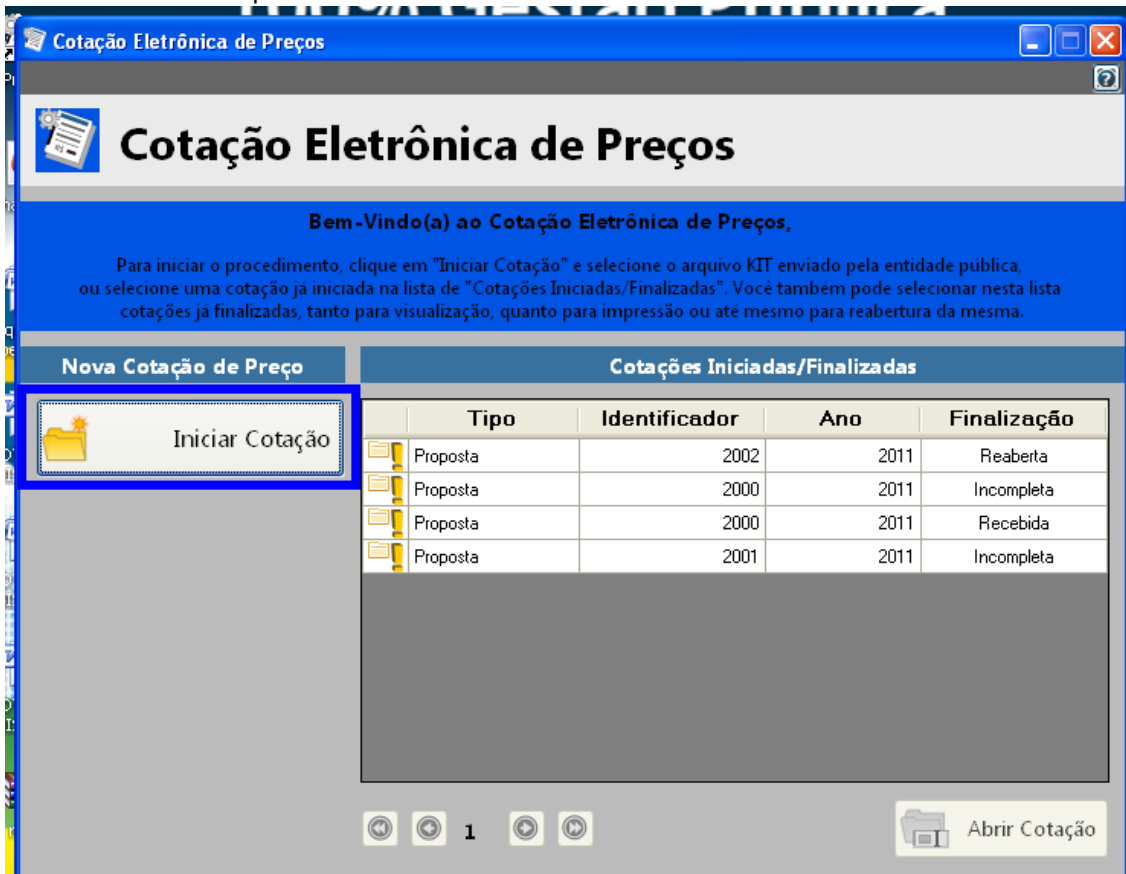 100% Gestão Pública
Cotação Eletrônica de Preços
Cotação Eletrônica de Preços
Bem-Vindo(a) ao Cotação Eletrônica de Preços,
Para iniciar o procedimento, clique em "Iniciar Cotação" e selecione o arquivo KIT enviado pela entidade pública,
ou selecione uma cotação já iniciada na lista de "Cotações Iniciadas/Finalizadas". Você também pode selecionar nesta lista
cotações já finalizadas, tanto para visualização, quanto para impressão ou até mesmo para reabertura da mesma.
Nova Cotação de Preço
Cotações Iniciadas/Finalizadas
Iniciar Cotação
Tipo Identificador Ano Finalização
Proposta 2002 2011 Reaberta
Proposta 2000 2011 Incompleta
Proposta 2000 2011 Recebida
Proposta 2001 2011 Incompleta
1
Abrir Cotação